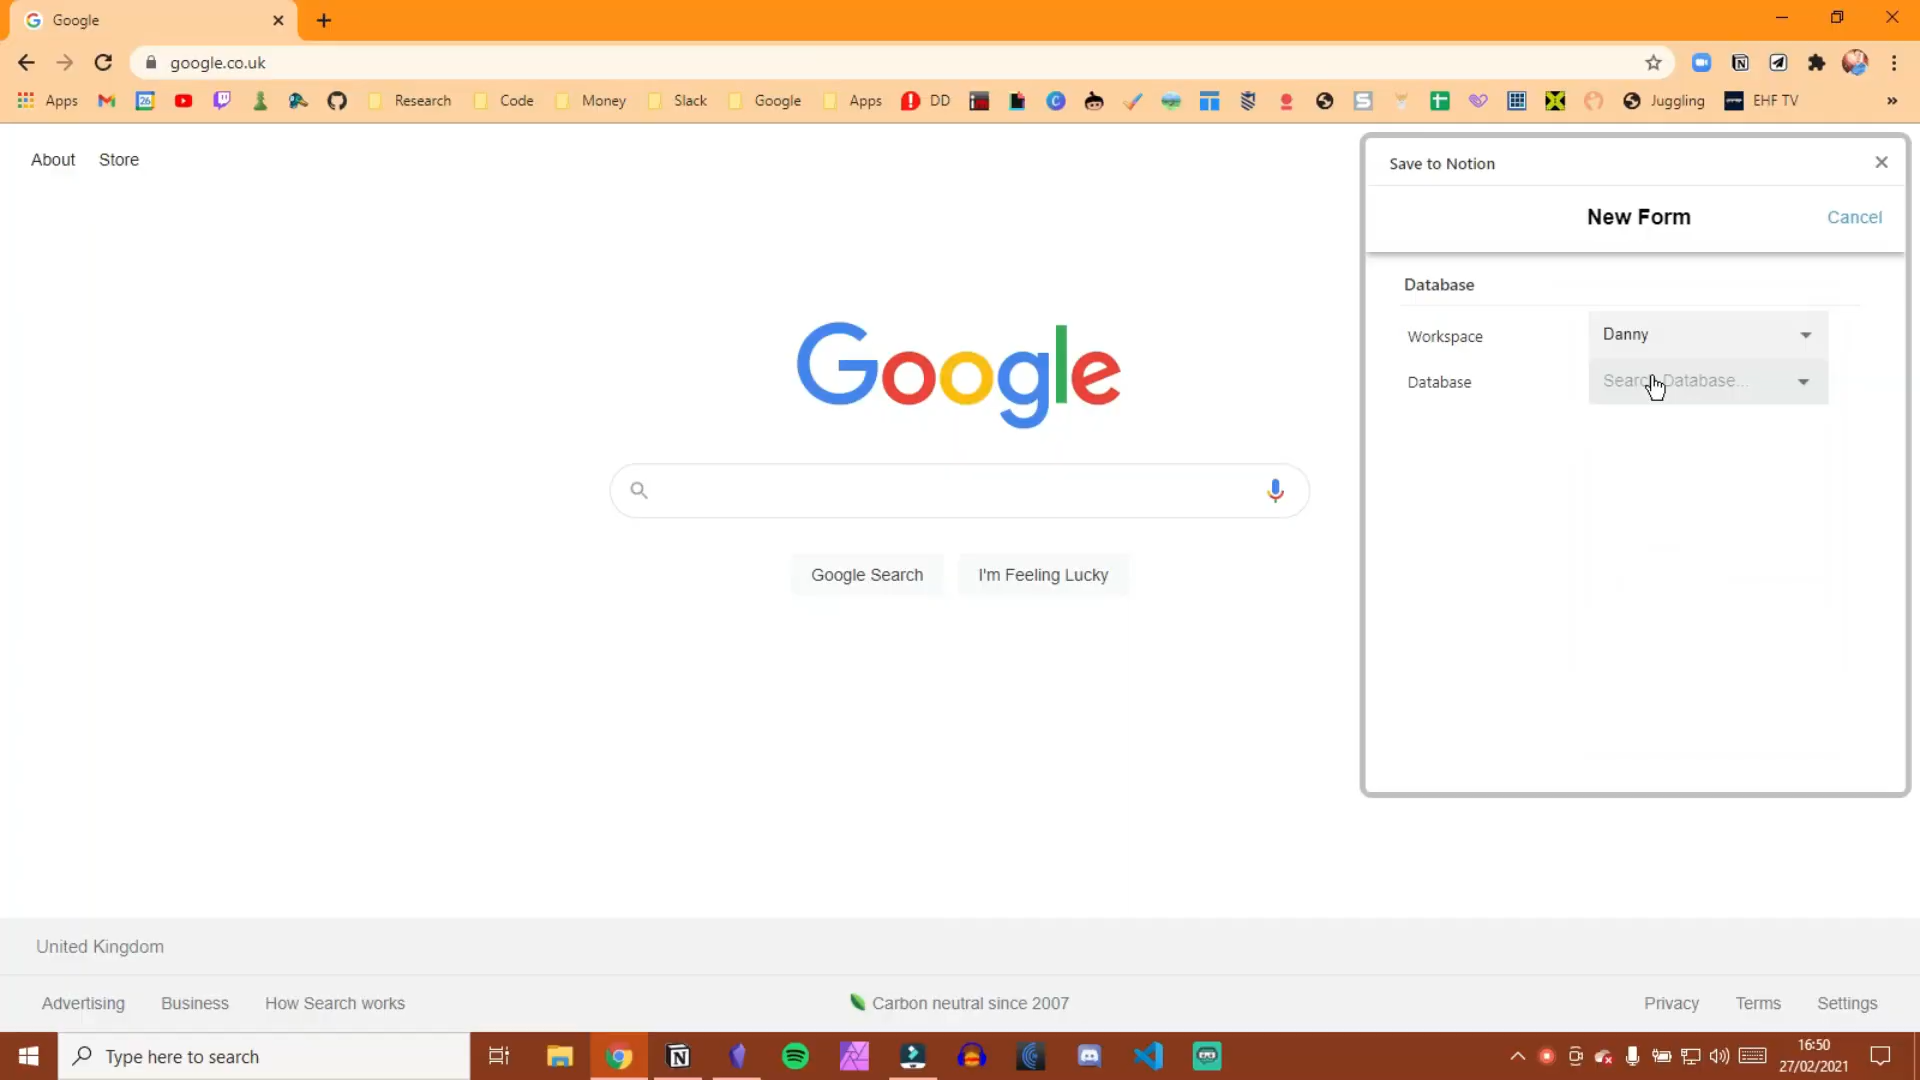 Google
google.co.uk
Apps
26
Research
Code
Money
Slack
Google
Apps
DD
Juggling
EHF TV
About
Store
Save to Notion
New Form
Cancel
Database
Workspace
Danny
Database
Search Database...
Google
Google Search
I'm Feeling Lucky
United Kingdom
Advertising
Business
How Search works
Carbon neutral since 2007
Privacy
Terms
Settings
Type here to search
16:50
27/02/2021